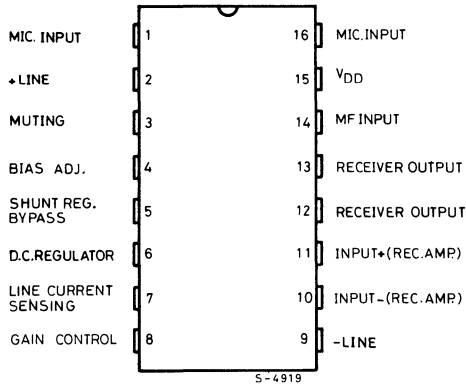 MIC. INPUT 1 16 MIC.INPUT
+LINE 2 15 VDD
MUTING 3 14 MF INPUT
BIAS ADJ. 4 13 RECEIVER OUTPUT
SHUNT REG.
BYPASS 5 12 RECEIVER OUTPUT
D.C.REGULATOR 6 11 INPUT+(REC.AMP.)
LINE CURRENT
SENSING 7 10 INPUT-(REC.AMP.)
GAIN CONTROL 8 9 -LINE
S-4919